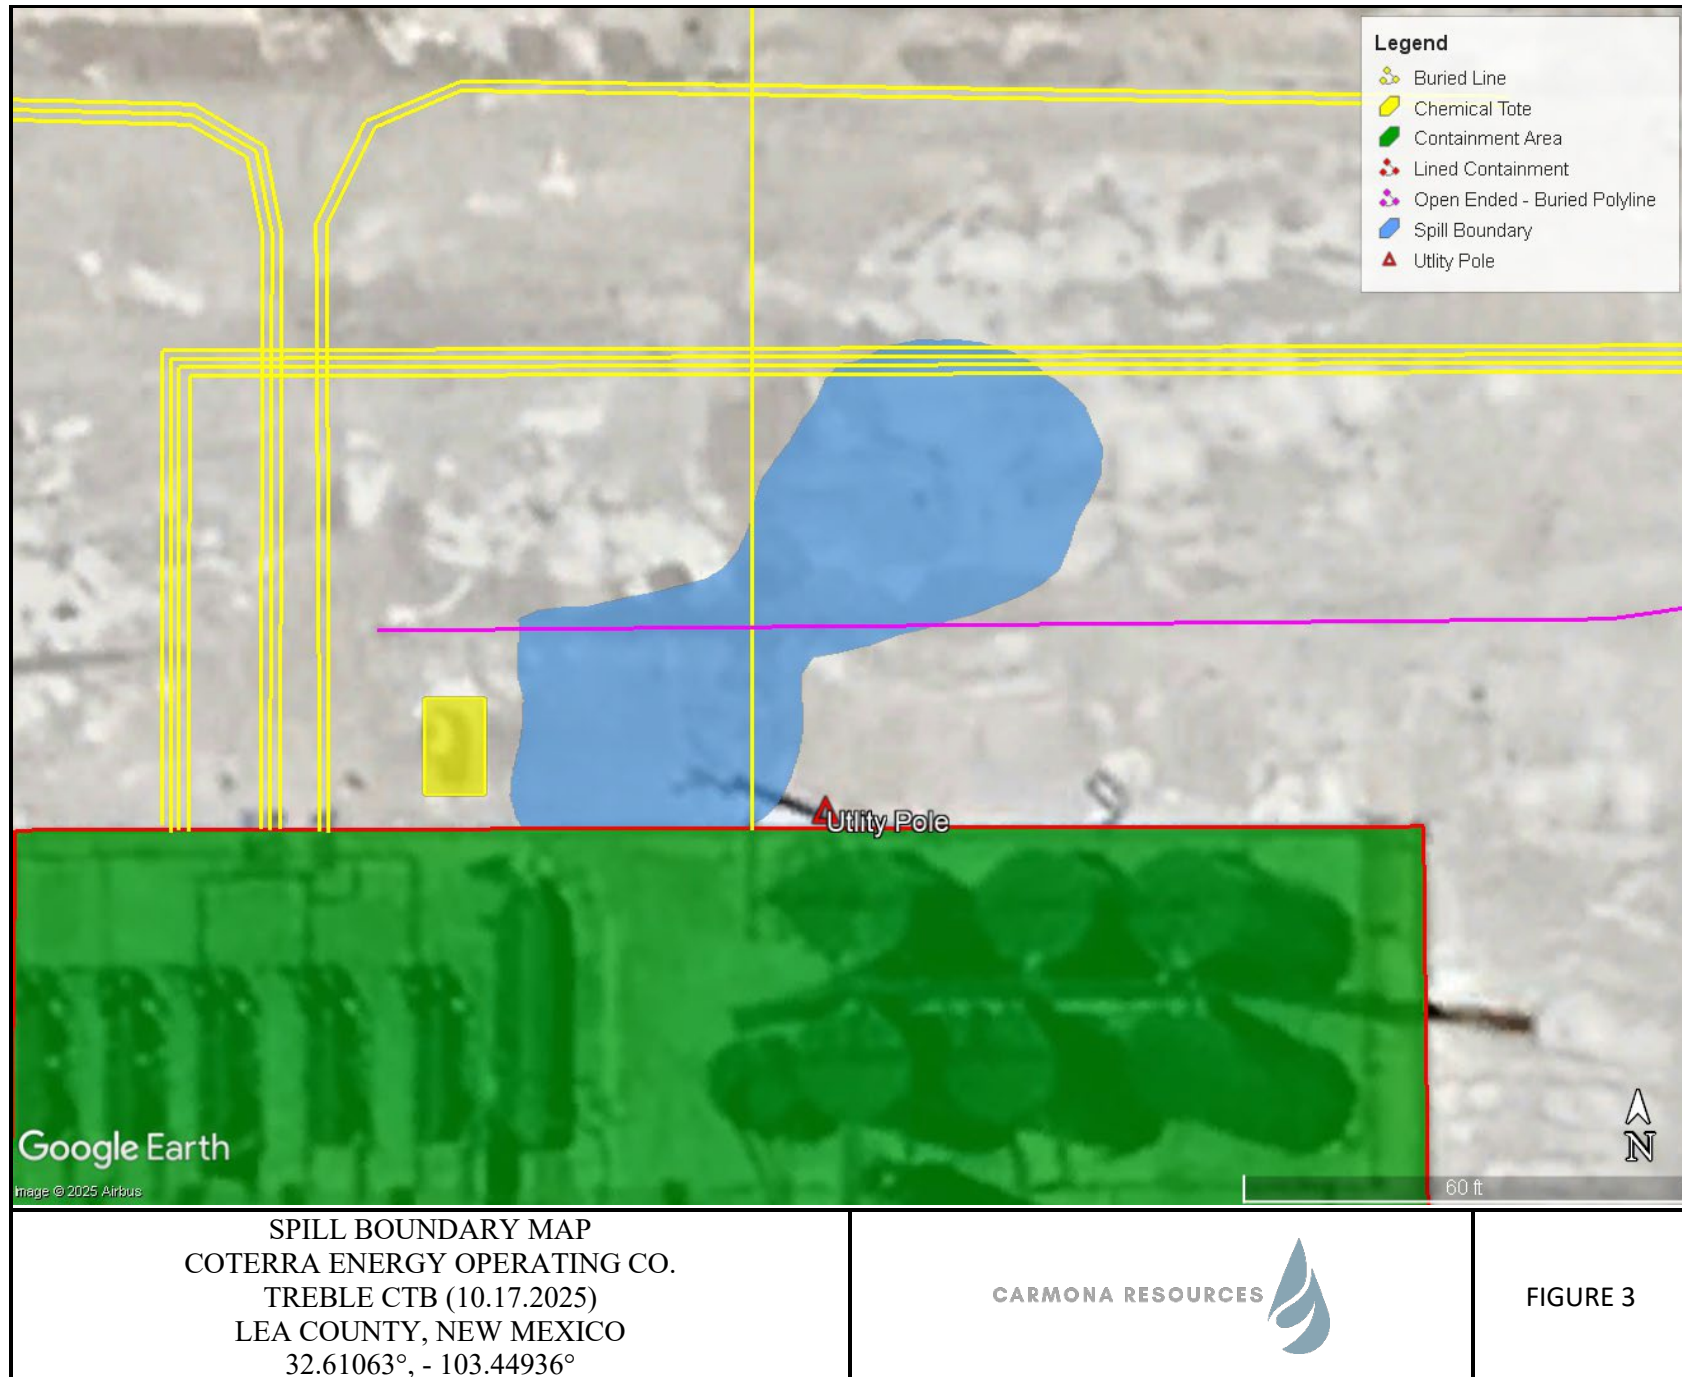 Legend
Buried Line
Chemical Tote
Containment Area
Lined Containment
Open Ended - Buried Polyline
Spill Boundary
Utlity Pole
Utlity Pole
Google Earth
Image © 2025 Airbus
60 ft
N
SPILL BOUNDARY MAP
COTERRA ENERGY OPERATING CO.
TREBLE CTB (10.17.2025)
LEA COUNTY, NEW MEXICO
32.61063°, - 103.44936°
CARMONA RESOURCES
FIGURE 3